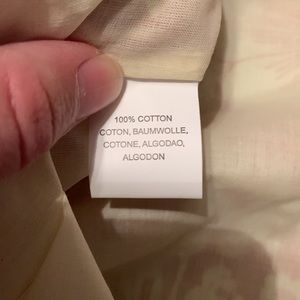 100% COTTON
COTON, BAUMWOLLE,
COTONE, ALGODAO,
ALGODON